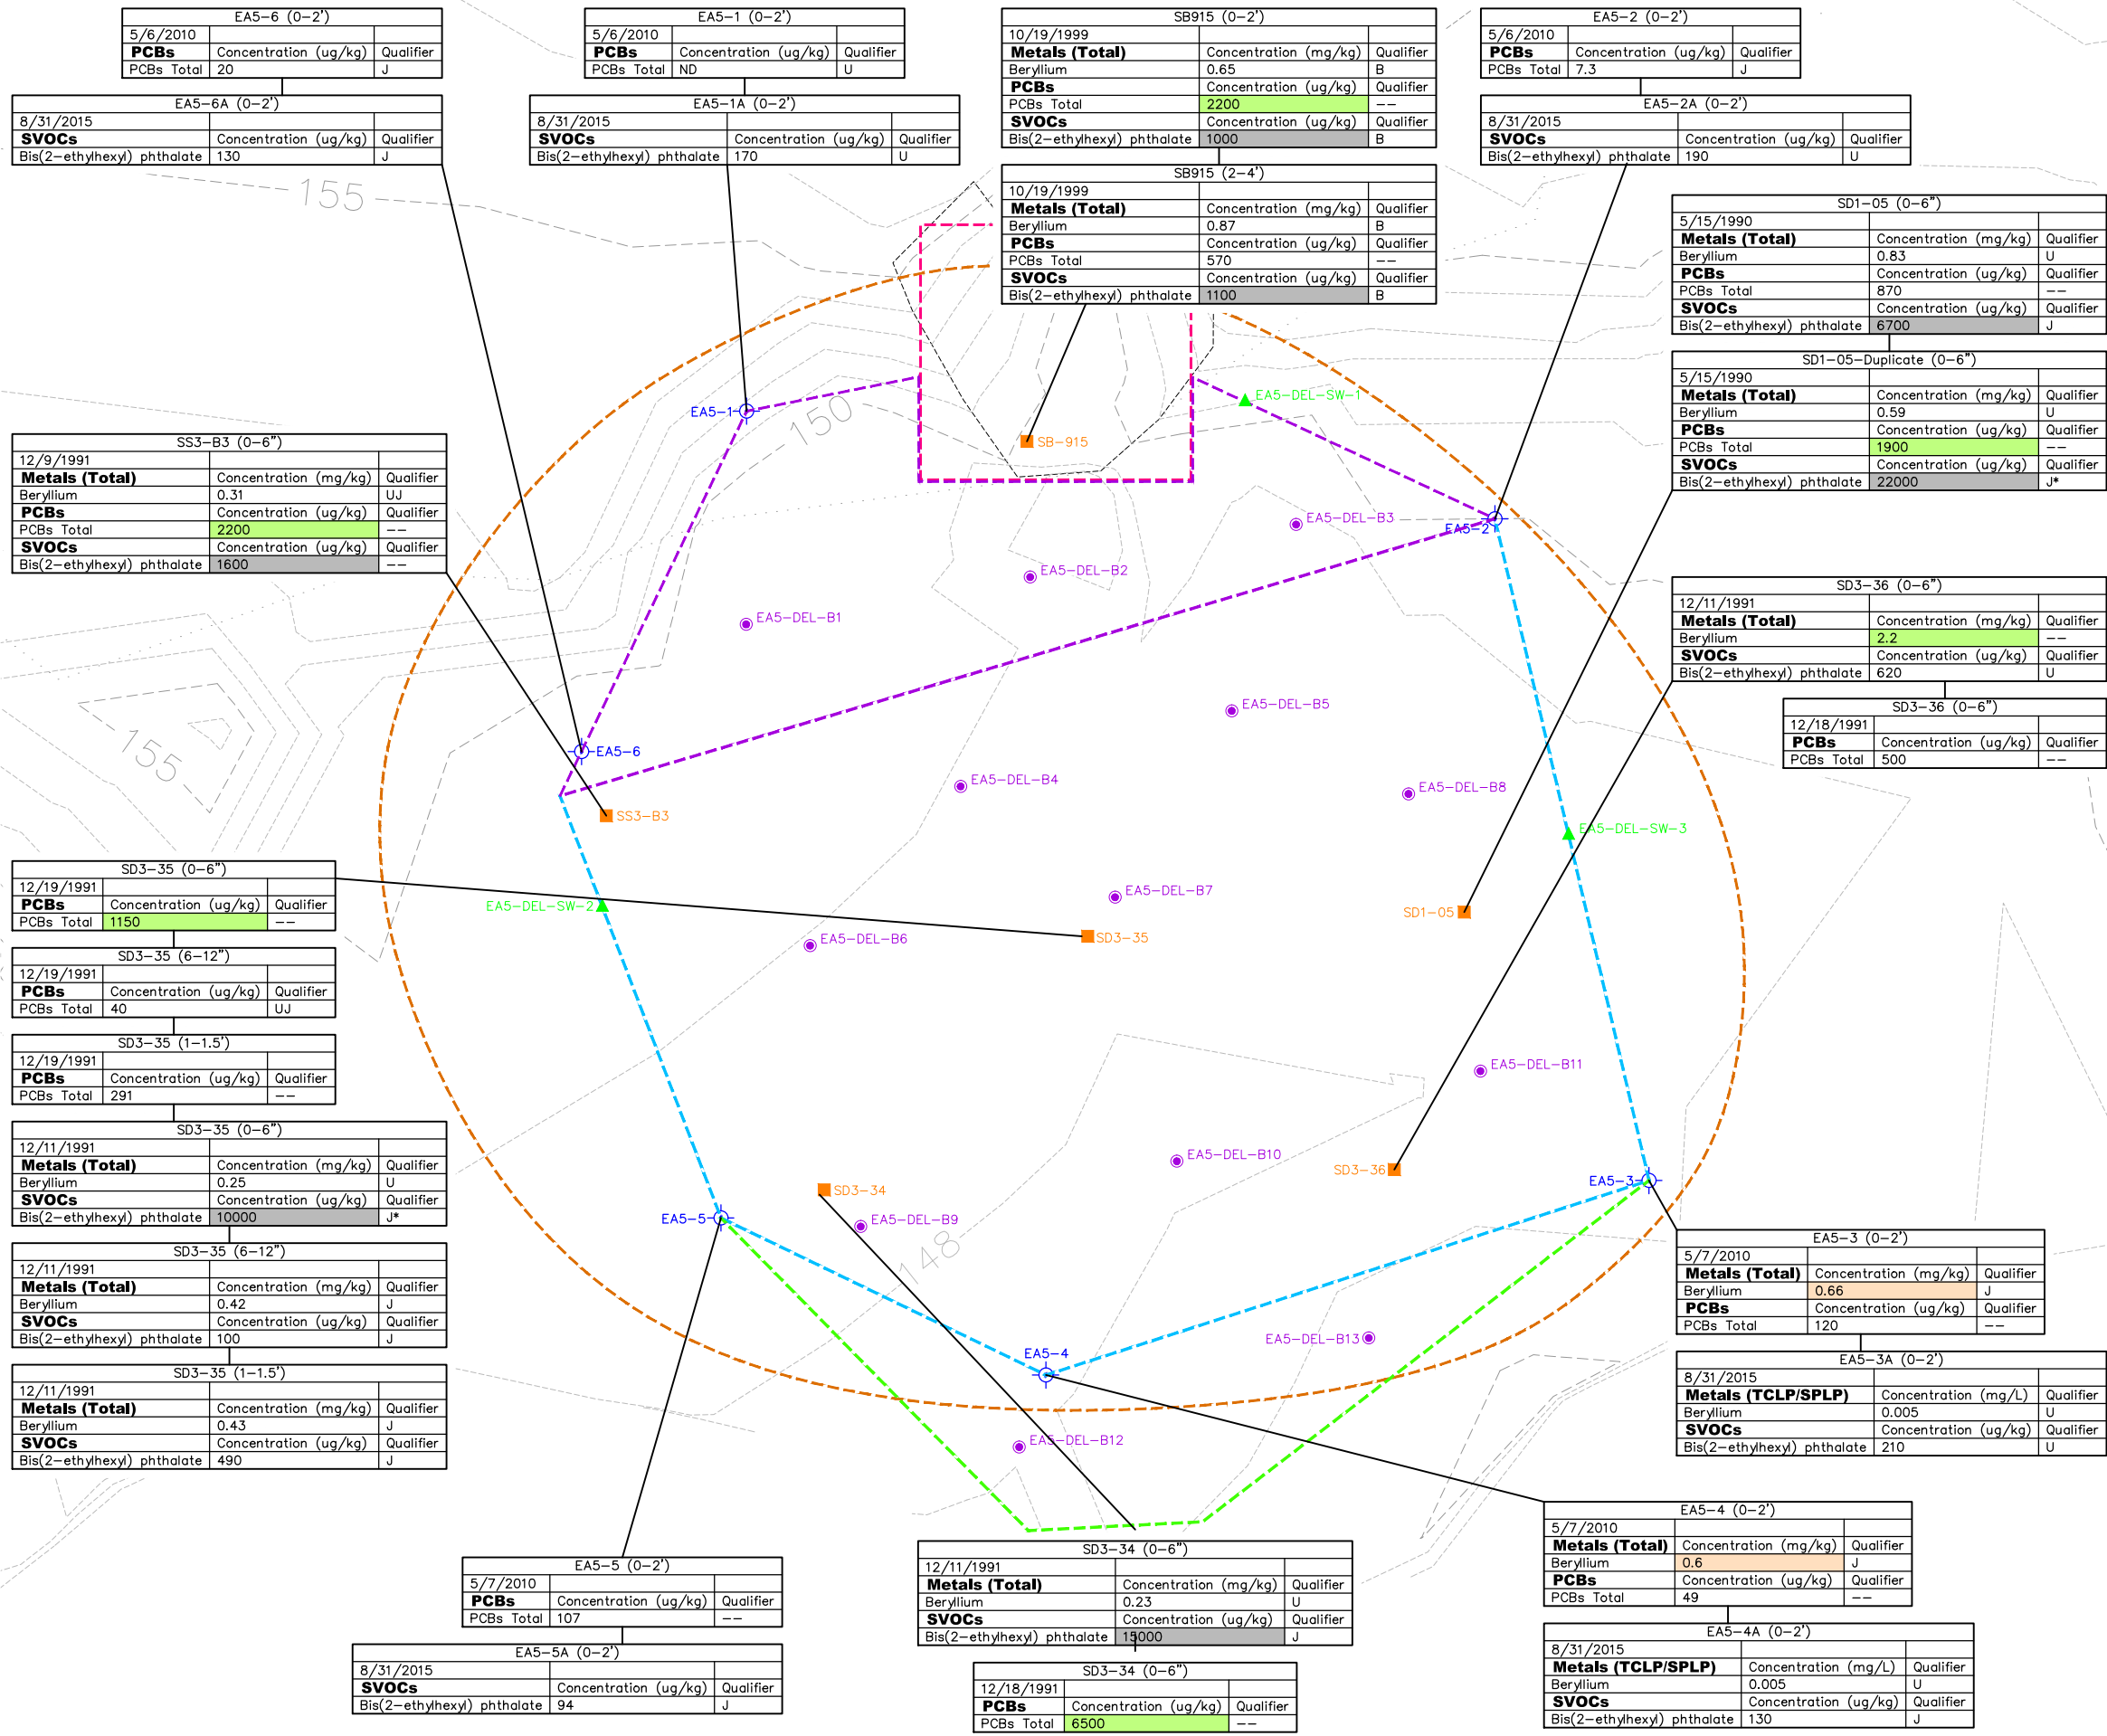 EA5-6 (0-2')
5/6/2010
PCBs Concentration (ug/kg) Qualifier
PCBs Total 20 J
EA5-6A (0-2')
8/31/2015
SVOCs Concentration (ug/kg) Qualifier
Bis(2-ethylhexyl) phthalate 130 J
EA5-1 (0-2')
5/6/2010
PCBs Concentration (ug/kg) Qualifier
PCBs Total ND U
EA5-1A (0-2')
8/31/2015
SVOCs Concentration (ug/kg) Qualifier
Bis(2-ethylhexyl) phthalate 170 U
SB915 (0-2')
10/19/1999
Metals (Total) Concentration (mg/kg) Qualifier
Beryllium 0.65 B
PCBs Concentration (ug/kg) Qualifier
PCBs Total 2200 --
SVOCs Concentration (ug/kg) Qualifier
Bis(2-ethylhexyl) phthalate 1000 B
SB915 (2-4')
10/19/1999
Metals (Total) Concentration (mg/kg) Qualifier
Beryllium 0.87 B
PCBs Concentration (ug/kg) Qualifier
PCBs Total 570 --
SVOCs Concentration (ug/kg) Qualifier
Bis(2-ethylhexyl) phthalate 1100 B
EA5-2 (0-2')
5/6/2010
PCBs Concentration (ug/kg) Qualifier
PCBs Total 7.3 J
EA5-2A (0-2')
8/31/2015
SVOCs Concentration (ug/kg) Qualifier
Bis(2-ethylhexyl) phthalate 190 U
SD1-05 (0-6")
5/15/1990
Metals (Total) Concentration (mg/kg) Qualifier
Beryllium 0.83 U
PCBs Concentration (ug/kg) Qualifier
PCBs Total 870 --
SVOCs Concentration (ug/kg) Qualifier
Bis(2-ethylhexyl) phthalate 6700 J
SD1-05-Duplicate (0-6")
5/15/1990
Metals (Total) Concentration (mg/kg) Qualifier
Beryllium 0.59 U
PCBs Concentration (ug/kg) Qualifier
PCBs Total 1900 --
SVOCs Concentration (ug/kg) Qualifier
Bis(2-ethylhexyl) phthalate 22000 J*
155
EA5-1
150
SB-915
EA5-DEL-SW-1
SS3-B3 (0-6")
12/9/1991
Metals (Total) Concentration (mg/kg) Qualifier
Beryllium 0.31 UJ
PCBs Concentration (ug/kg) Qualifier
PCBs Total 2200 --
SVOCs Concentration (ug/kg) Qualifier
Bis(2-ethylhexyl) phthalate 1600 --
EA5-DEL-B3
EA5-2
EA5-DEL-B2
EA5-DEL-B1
SD3-36 (0-6")
12/11/1991
Metals (Total) Concentration (mg/kg) Qualifier
Beryllium 2.2 --
SVOCs Concentration (ug/kg) Qualifier
Bis(2-ethylhexyl) phthalate 620 U
SD3-36 (0-6")
12/18/1991
PCBs Concentration (ug/kg) Qualifier
PCBs Total 500 --
155
EA5-DEL-B5
EA5-6
EA5-DEL-B4
EA5-DEL-B8
SS3-B3
EA5-DEL-SW-3
EA5-DEL-B7
EA5-DEL-SW-2
SD1-05
SD3-35
EA5-DEL-B6
SD3-35 (0-6")
12/19/1991
PCBs Concentration (ug/kg) Qualifier
PCBs Total 1150 --
SD3-35 (6-12")
12/19/1991
PCBs Concentration (ug/kg) Qualifier
PCBs Total 40 UJ
SD3-35 (1-1.5')
12/19/1991
PCBs Concentration (ug/kg) Qualifier
PCBs Total 291 --
SD3-35 (0-6")
12/11/1991
Metals (Total) Concentration (mg/kg) Qualifier
Beryllium 0.25 U
SVOCs Concentration (ug/kg) Qualifier
Bis(2-ethylhexyl) phthalate 10000 J*
SD3-35 (6-12")
12/11/1991
Metals (Total) Concentration (mg/kg) Qualifier
Beryllium 0.42 J
SVOCs Concentration (ug/kg) Qualifier
Bis(2-ethylhexyl) phthalate 100 J
SD3-35 (1-1.5')
12/11/1991
Metals (Total) Concentration (mg/kg) Qualifier
Beryllium 0.43 J
SVOCs Concentration (ug/kg) Qualifier
Bis(2-ethylhexyl) phthalate 490 J
EA5-DEL-B11
EA5-DEL-B10
SD3-36
EA5-3
SD3-34
EA5-5
EA5-DEL-B9
148
EA5-DEL-B13
EA5-4
EA5-DEL-B12
EA5-3 (0-2')
5/7/2010
Metals (Total) Concentration (mg/kg) Qualifier
Beryllium 0.66 J
PCBs Concentration (ug/kg) Qualifier
PCBs Total 120 --
EA5-3A (0-2')
8/31/2015
Metals (TCLP/SPLP) Concentration (mg/L) Qualifier
Beryllium 0.005 U
SVOCs Concentration (ug/kg) Qualifier
Bis(2-ethylhexyl) phthalate 210 U
EA5-4 (0-2')
5/7/2010
Metals (Total) Concentration (mg/kg) Qualifier
Beryllium 0.6 J
PCBs Concentration (ug/kg) Qualifier
PCBs Total 49 --
EA5-4A (0-2')
8/31/2015
Metals (TCLP/SPLP) Concentration (mg/L) Qualifier
Beryllium 0.005 U
SVOCs Concentration (ug/kg) Qualifier
Bis(2-ethylhexyl) phthalate 130 J
EA5-5 (0-2')
5/7/2010
PCBs Concentration (ug/kg) Qualifier
PCBs Total 107 --
EA5-5A (0-2')
8/31/2015
SVOCs Concentration (ug/kg) Qualifier
Bis(2-ethylhexyl) phthalate 94 J
SD3-34 (0-6")
12/11/1991
Metals (Total) Concentration (mg/kg) Qualifier
Beryllium 0.23 U
SVOCs Concentration (ug/kg) Qualifier
Bis(2-ethylhexyl) phthalate 15000 J
SD3-34 (0-6")
12/18/1991
PCBs Concentration (ug/kg) Qualifier
PCBs Total 6500 --